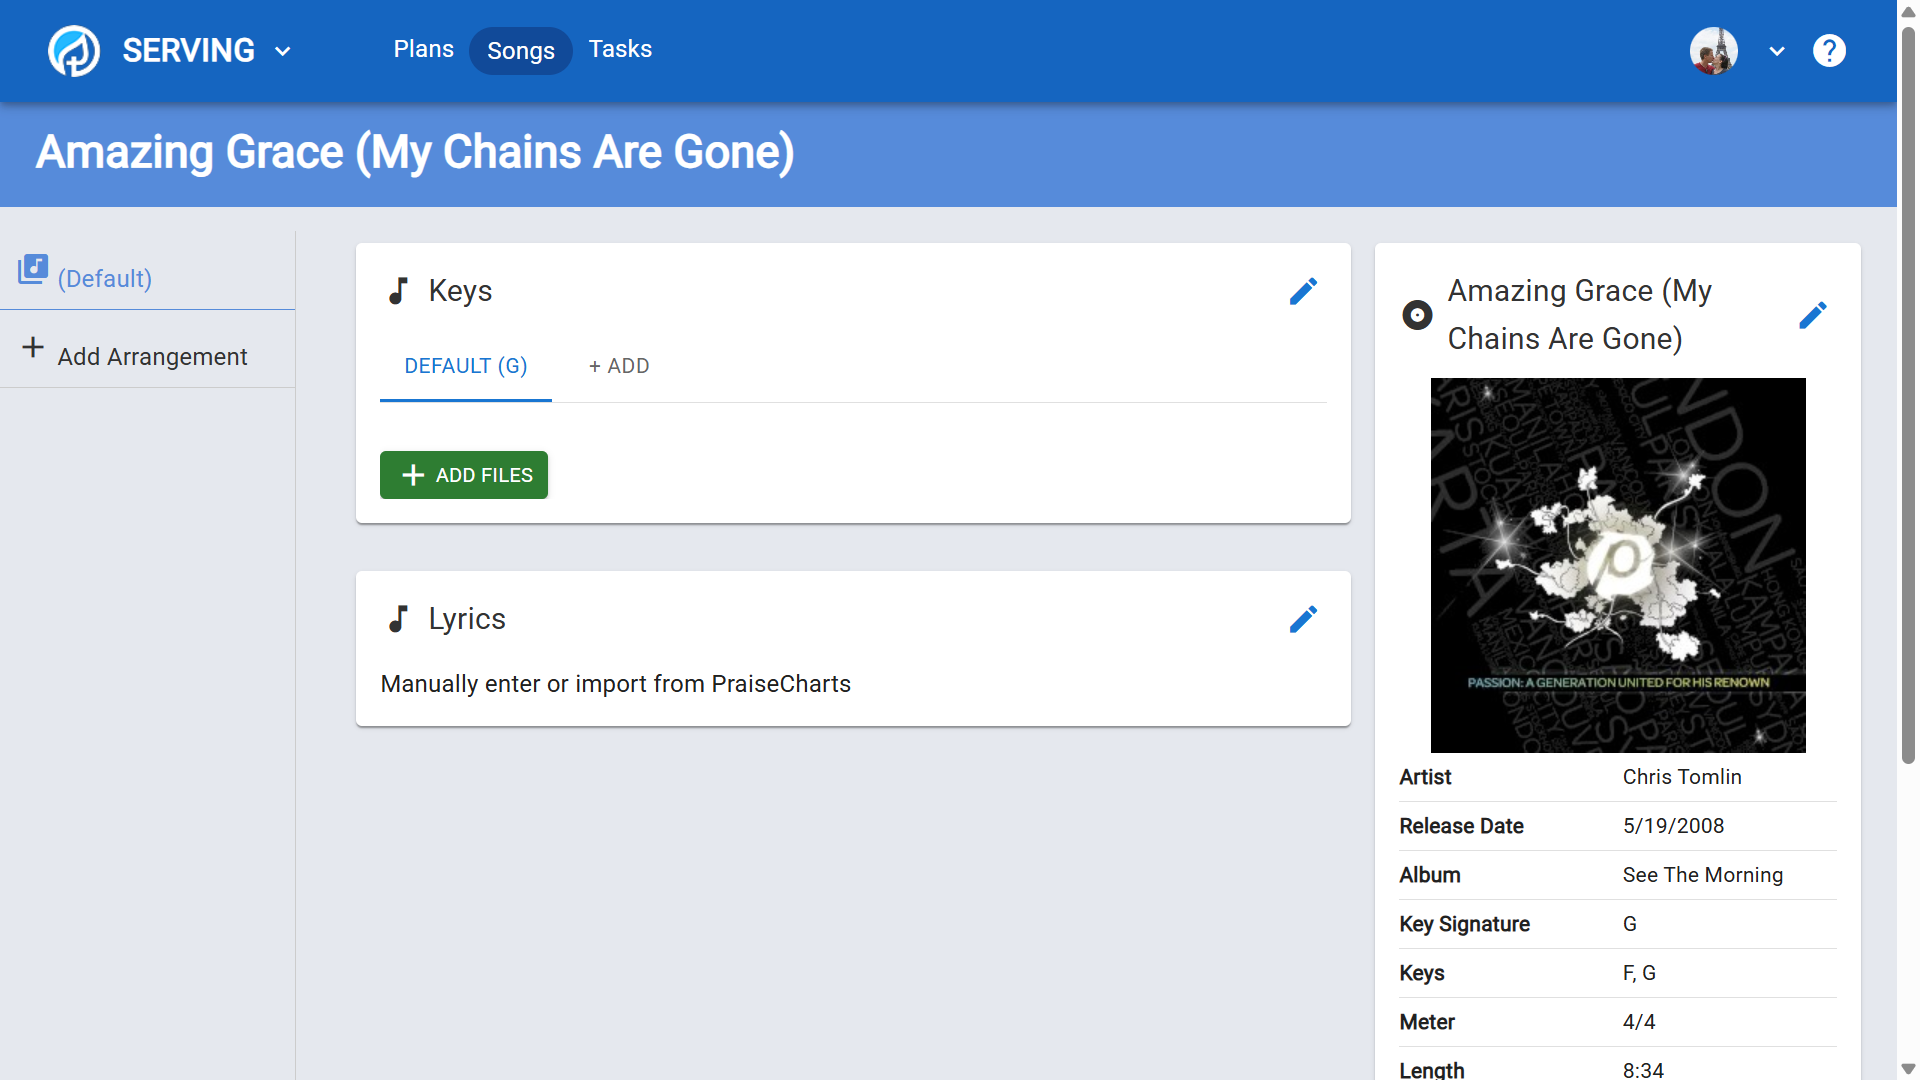 SERVING
Plans
Songs
Tasks
Amazing Grace (My Chains Are Gone)
(Default)
Add Arrangement
Keys
DEFAULT (G)
+ ADD
ADD FILES
Lyrics
Manually enter or import from PraiseCharts
Amazing Grace (My
Chains Are Gone)
PASSION: A GENERATION UNITED FOR HIS RENOWN
Artist Chris Tomlin
Release Date 5/19/2008
Album See The Morning
Key Signature G
Keys F, G
Meter 4/4
Length 8:34